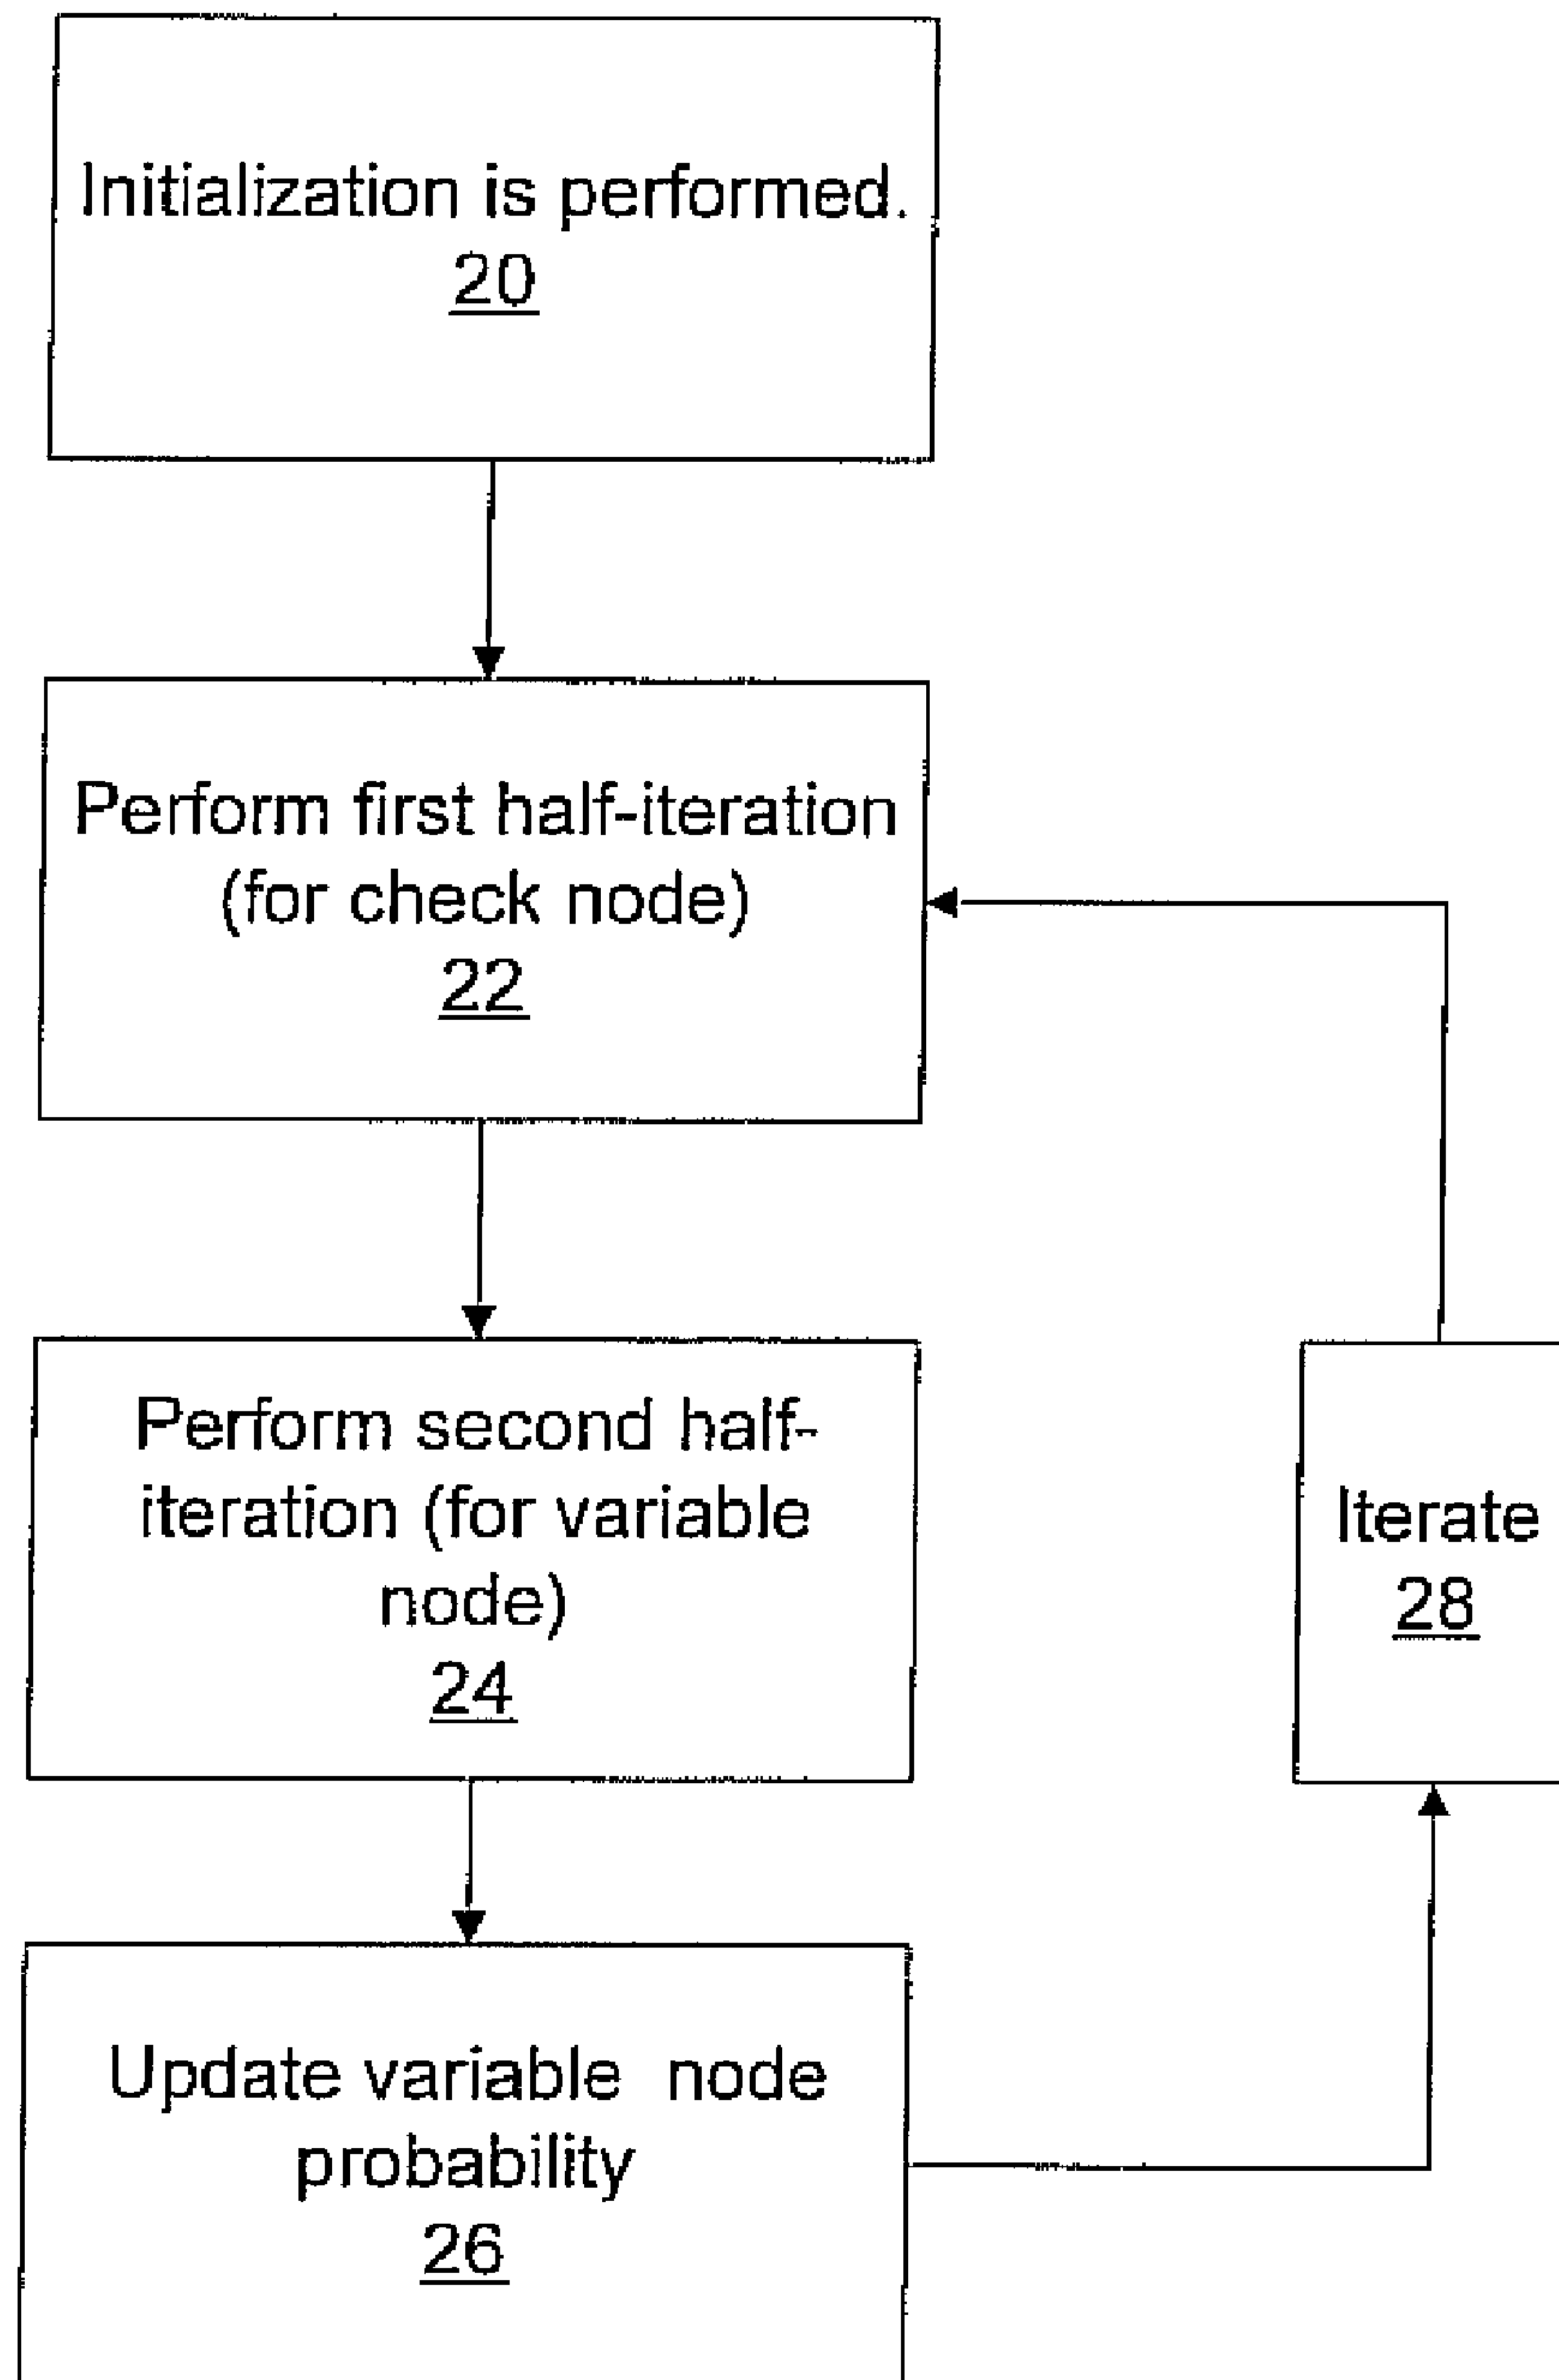 Initialization is performed.
20
Perform first half-iteration
(for check node)
22
Perform second half-
iteration (for variable
node)
24
Iterate
28
Update variable node
probability
26